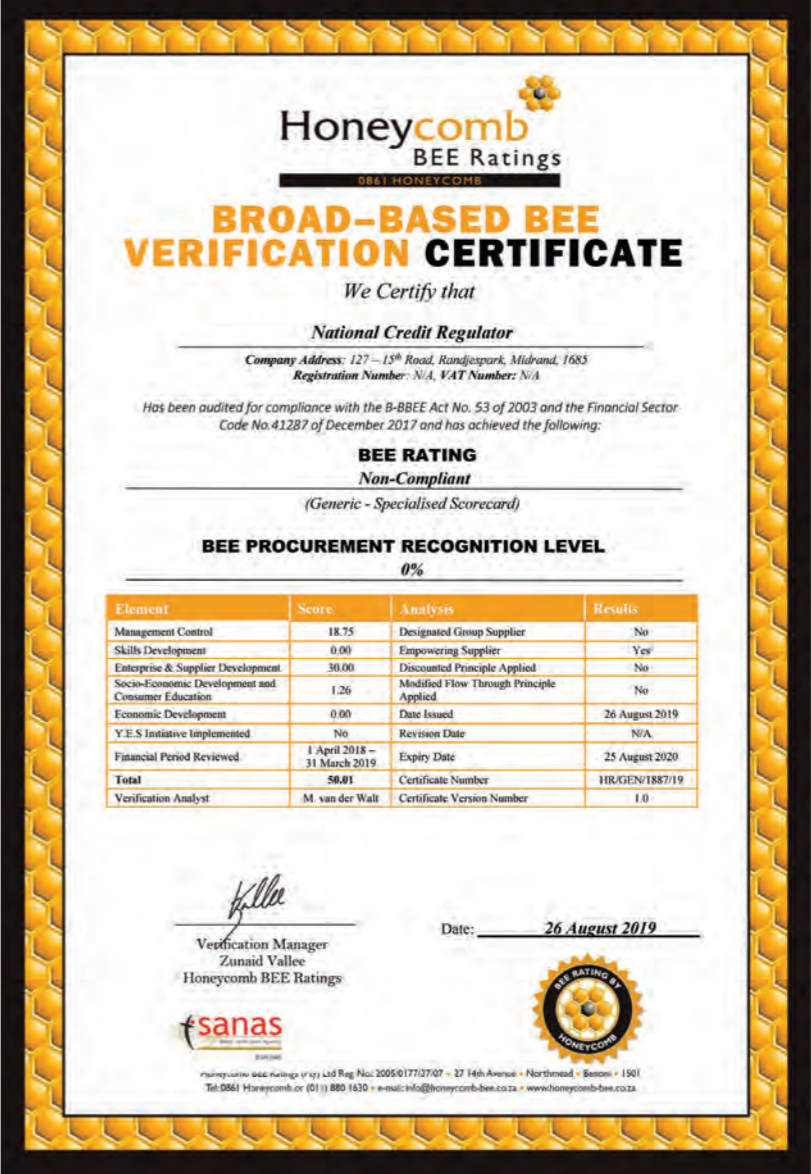 Honeycomb
BEE Ratings
0861 HONEYCOMB
BROAD-BASED BEE
VERIFICATION CERTIFICATE
We Certify that
National Credit Regulator
Company Address: 127 – 15th Road, Randjespark, Midrand, 1685
Registration Number: N/A, VAT Number: N/A
Has been audited for compliance with the B-BBEE Act No. 53 of 2003 and the Financial Sector
Code No.41287 of December 2017 and has achieved the following:
BEE RATING
Non-Compliant
(Generic - Specialised Scorecard)
BEE PROCUREMENT RECOGNITION LEVEL
0%
Element Score Analysis Results
Management Control 18.75 Designated Group Supplier No
Skills Development 0.00 Empowering Supplier Yes
Enterprise & Supplier Development 30.00 Discounted Principle Applied No
Socio-Economic Development and
Consumer Education 1.26 Modified Flow Through Principle
Applied No
Economic Development 0.00 Date Issued 26 August 2019
Y.E.S Initiative Implemented No Revision Date N/A
Financial Period Reviewed 1 April 2018 –
31 March 2019 Expiry Date 25 August 2020
Total 50.01 Certificate Number HR/GEN/1887/19
Verification Analyst M. van der Walt Certificate Version Number 1.0
Date: 26 August 2019
Verification Manager
Zunaid Vallee
Honeycomb BEE Ratings
BEE RATING BY
HONEYCOMB
sanas
Honeycomb BEE Ratings (Pty) Ltd Reg. No: 2005/0177/27/07 • 27 14th Avenue • Northmead • Benoni • 1501
Tel:0861 Honeycomb or (011) 880 1630 • e-mail: info@honeycomb-bee.co.za • www.honeycomb-bee.co.za